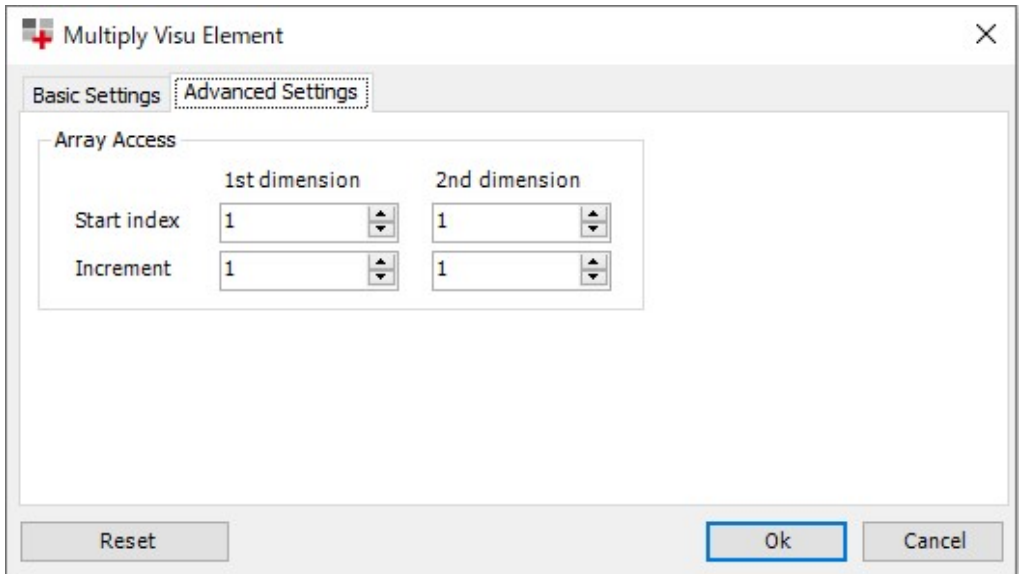 Multiply Visu Element
Basic Settings Advanced Settings
Array Access
1st dimension 2nd dimension
Start index 1 1
Increment 1 1
Reset Ok Cancel